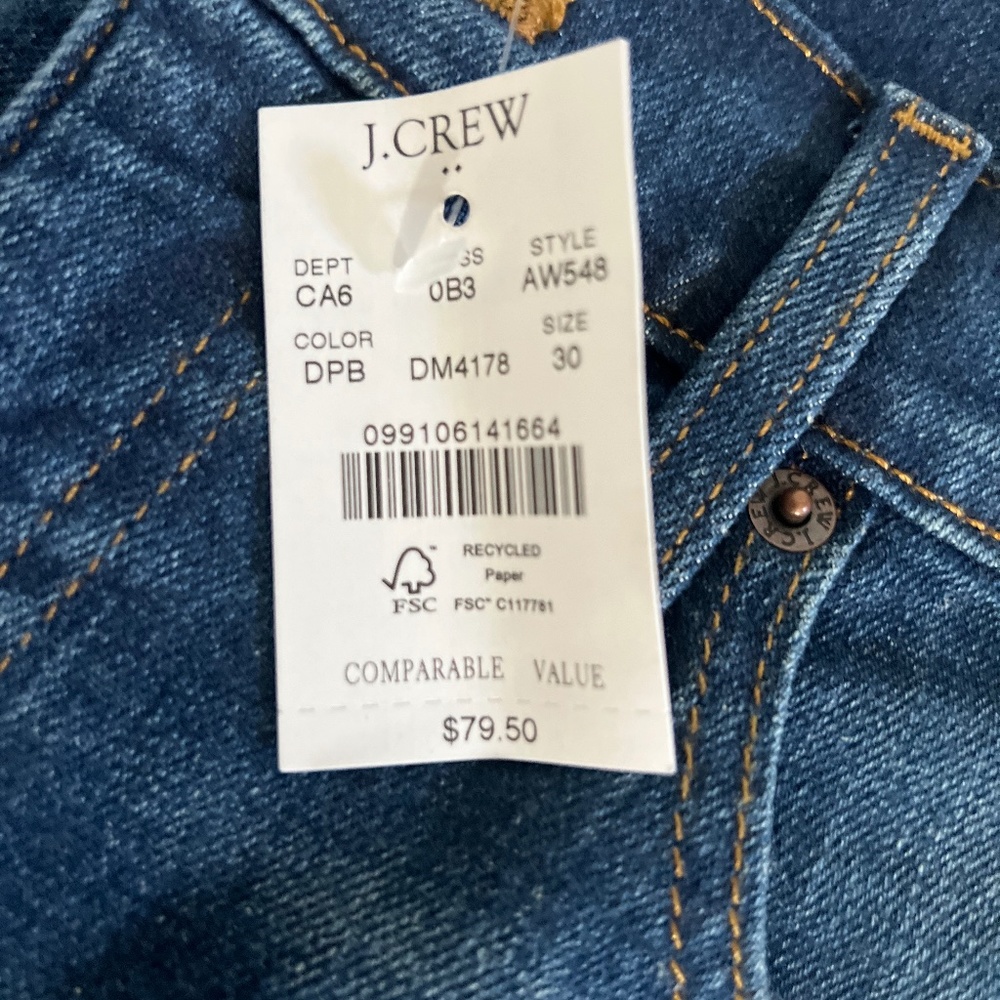 J.CREW
DEPT STYLE
CA6 0B3 AW548
COLOR SIZE
DPB DM4178 30
099106141664
RECYCLED
Paper
FSC FSC™ C117781
COMPARABLE VALUE
$79.50
J.CREW J.CREW